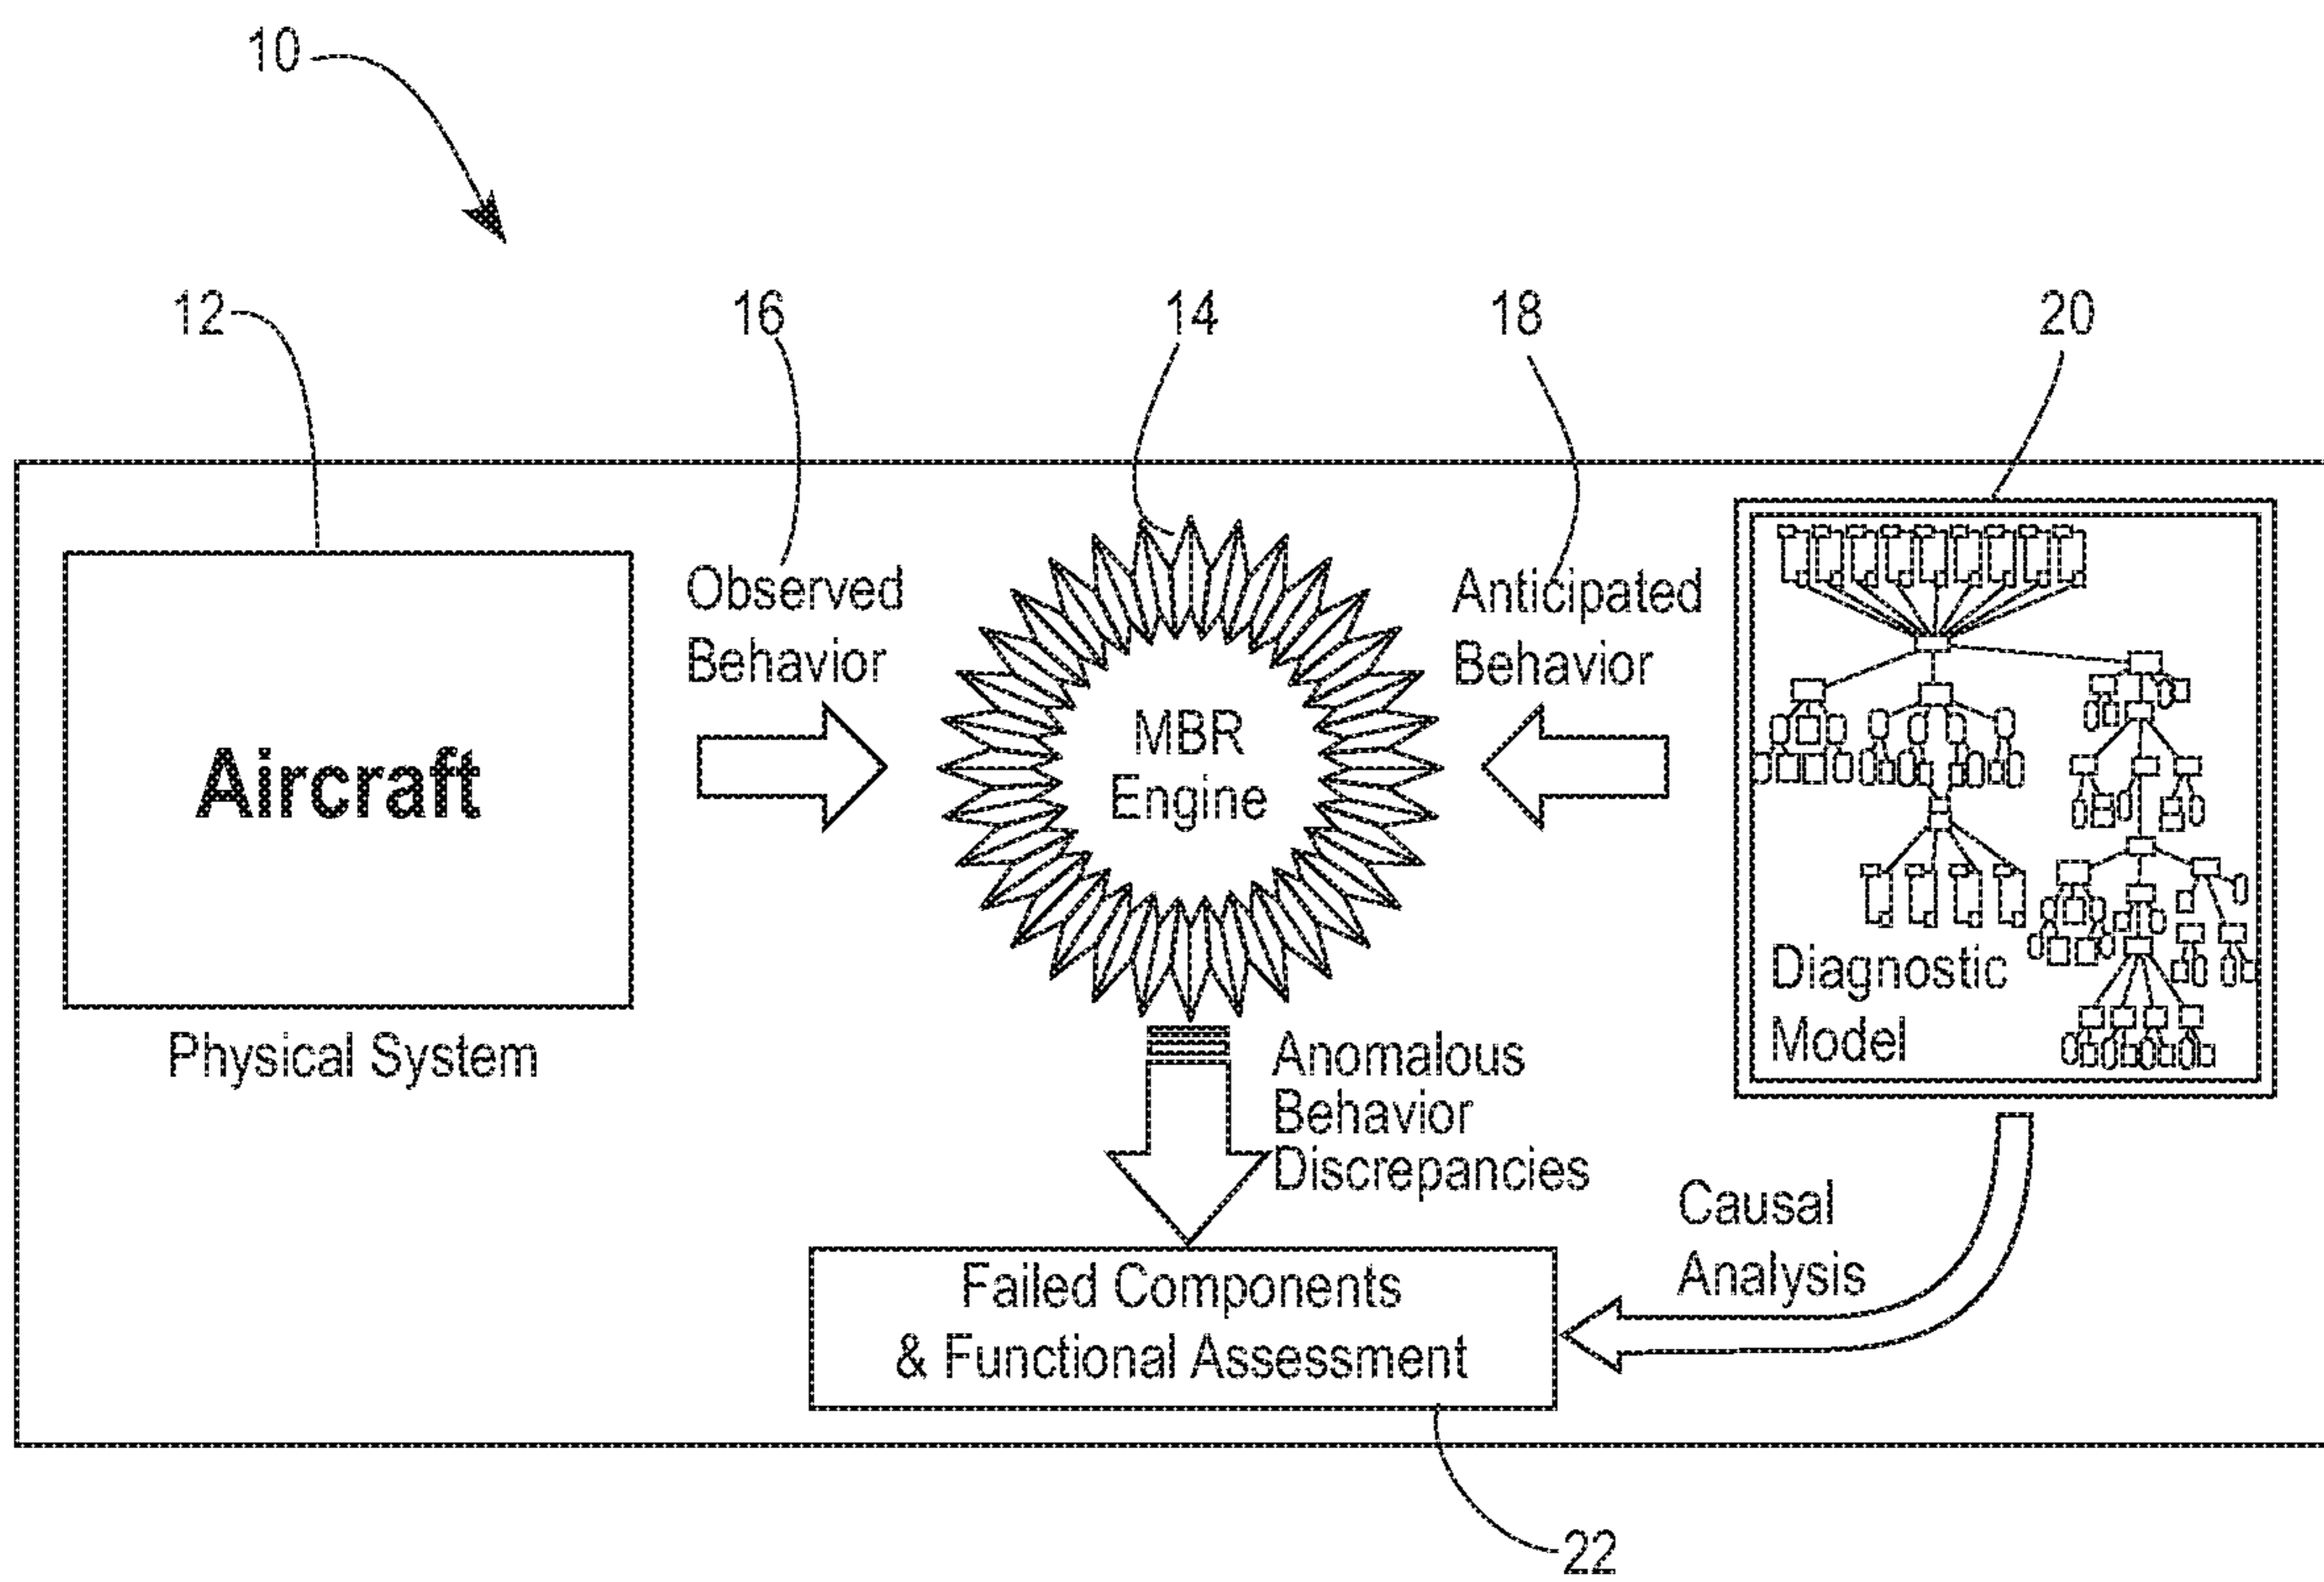 10
12
16
14
18
20
Observed
Behavior
Anticipated
Behavior
Aircraft
MBR
Engine
Physical System
Diagnostic
Model
Anomalous
Behavior
Discrepancies
Causal
Analysis
Failed Components
& Functional Assessment
22